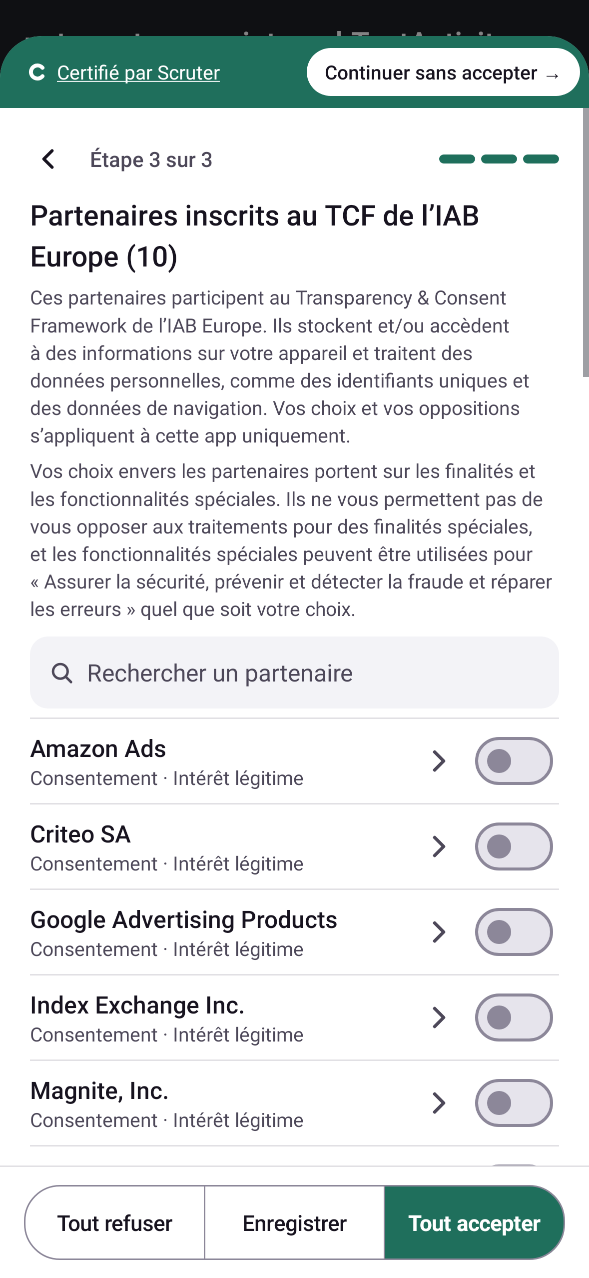 Certifié par Scruter
Continuer sans accepter →
Étape 3 sur 3
Partenaires inscrits au TCF de l’IAB
Europe (10)
Ces partenaires participent au Transparency & Consent
Framework de l’IAB Europe. Ils stockent et/ou accèdent
à des informations sur votre appareil et traitent des
données personnelles, comme des identifiants uniques et
des données de navigation. Vos choix et vos oppositions
s’appliquent à cette app uniquement.
Vos choix envers les partenaires portent sur les finalités et
les fonctionnalités spéciales. Ils ne vous permettent pas de
vous opposer aux traitements pour des finalités spéciales,
et les fonctionnalités spéciales peuvent être utilisées pour
« Assurer la sécurité, prévenir et détecter la fraude et réparer
les erreurs » quel que soit votre choix.
Rechercher un partenaire
Amazon Ads
Consentement · Intérêt légitime
Criteo SA
Consentement · Intérêt légitime
Google Advertising Products
Consentement · Intérêt légitime
Index Exchange Inc.
Consentement · Intérêt légitime
Magnite, Inc.
Consentement · Intérêt légitime
Tout refuser
Enregistrer
Tout accepter